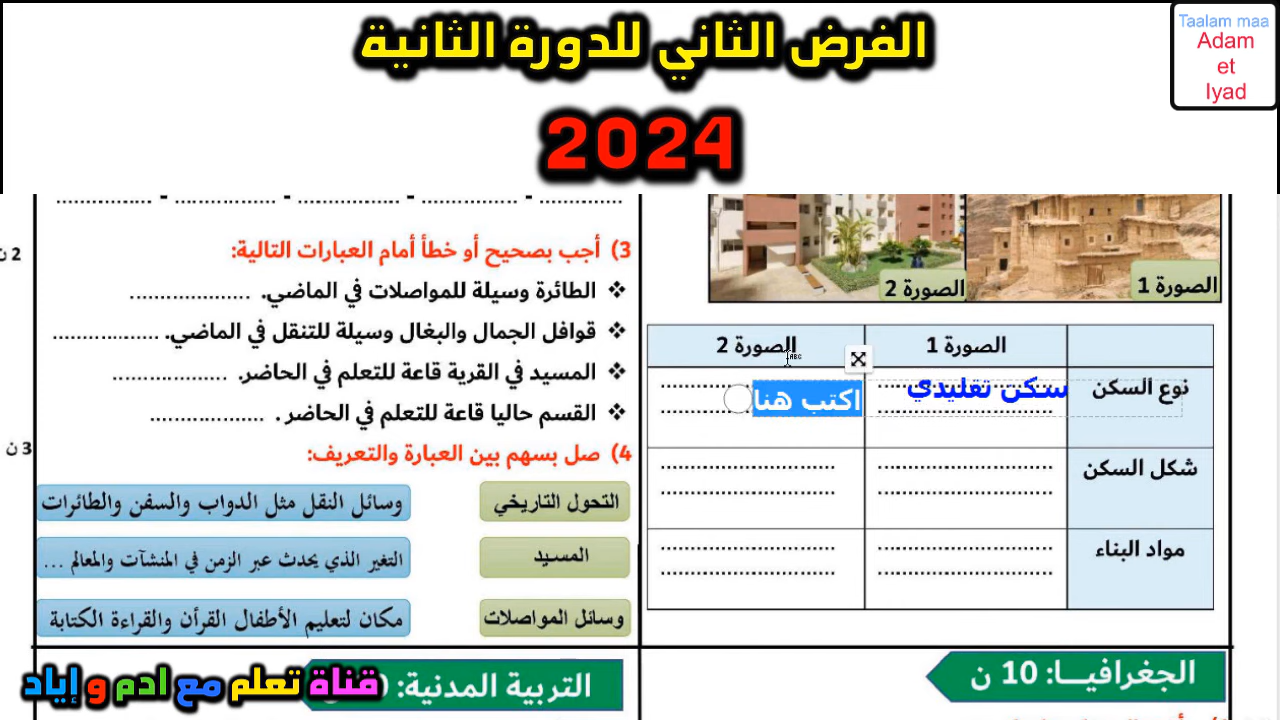 الفرض الثاني للدورة الثانية
2024
Taalam maa
Adam
et
Iyad
الصورة 1
الصورة 2
الصورة 1
الصورة 2
نوع السكن
سكن تقليدي
اكتب هنا
شكل السكن
مواد البناء
الجغرافيــا: 10 ن
3) أجب بصحيح أو خطأ أمام العبارات التالية:
2 ن
❖ الطائرة وسيلة للمواصلات في الماضي. ....................
❖ قوافل الجمال والبغال وسيلة للتنقل في الماضي. ..................
❖ المسيد في القرية قاعة للتعلم في الحاضر. ....................
❖ القسم حاليا قاعة للتعلم في الحاضر . ....................
4) صل بسهم بين العبارة والتعريف:
3 ن
التحول التاريخي
وسائل النقل مثل الدواب والسفن والطائرات
المسيد
التغير الذي يحدث عبر الزمن في المنشآت والمعالم ...
وسائل المواصلات
مكان لتعليم الأطفال القرأن والقراءة الكتابة
التربية المدنية:
قناة تعلم مع ادم و إياد